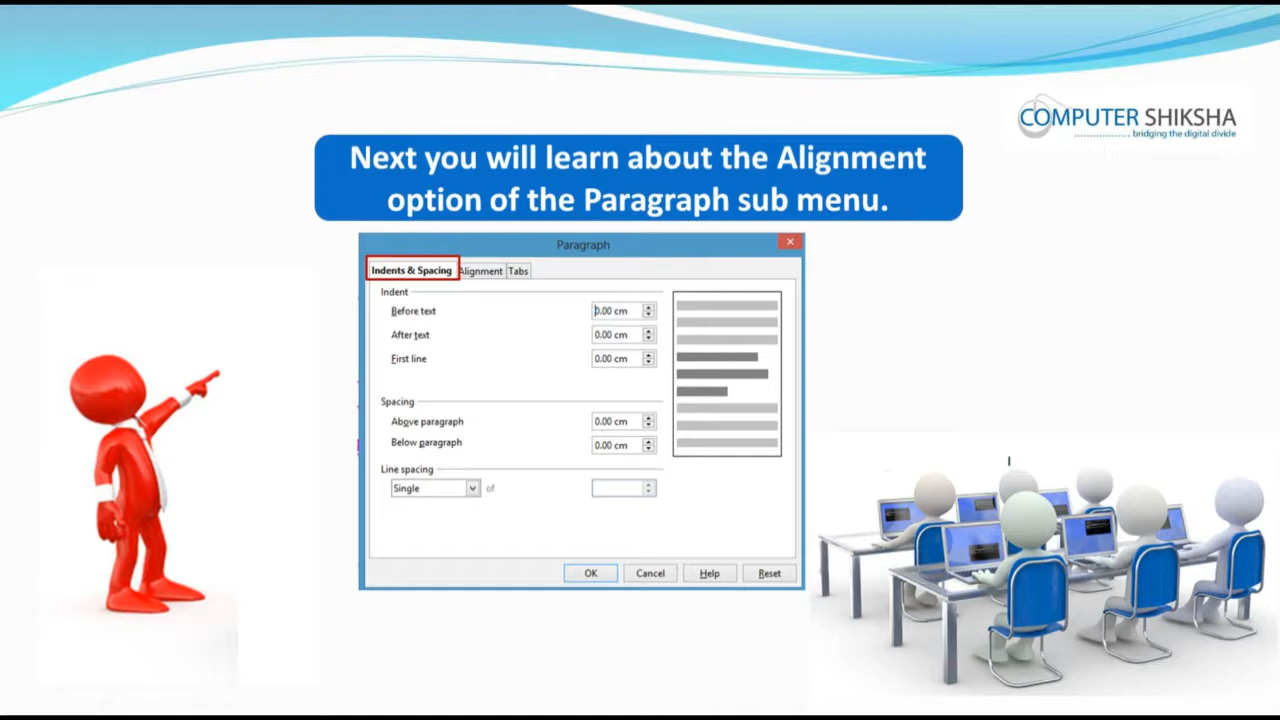 COMPUTER SHIKSHA
bridging the digital divide
Next you will learn about the Alignment
option of the Paragraph sub menu.
Paragraph
Indents & Spacing Alignment Tabs
Indent
Before text 0.00 cm
After text 0.00 cm
First line 0.00 cm
Spacing
Above paragraph 0.00 cm
Below paragraph 0.00 cm
Line spacing
Single of
OK Cancel Help Reset